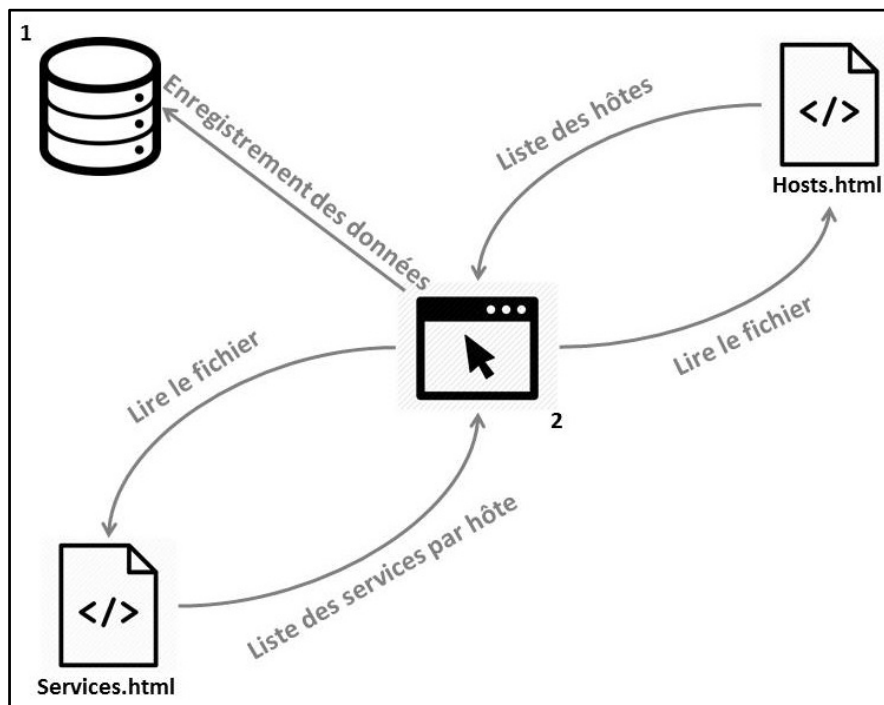 1
Enregistrement des données
Liste des hôtes
</>
Hosts.html
Lire le fichier
Lire le fichier
2
Liste des services par hôte
</>
Services.html